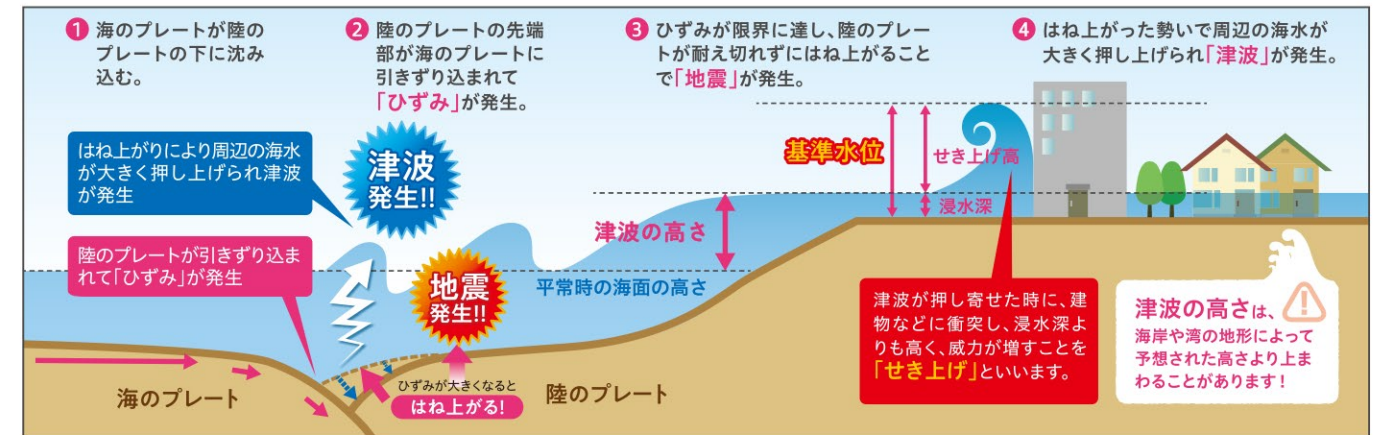 1 海のプレートが陸の
プレートの下に沈み
込む。
2 陸のプレートの先端
部が海のプレートに
引きずり込まれて
「ひずみ」が発生。
3 ひずみが限界に達し、陸のプレー
トが耐え切れずにはね上がること
で「地震」が発生。
4 はね上がった勢いで周辺の海水が
大きく押し上げられ「津波」が発生。
はね上がりにより周辺の海水
が大きく押し上げられ津波
が発生
津波
発生!!
陸のプレートが引きずり込ま
れて「ひずみ」が発生
地震
発生!!
ひずみが大きくなると
はね上がる!
海のプレート
陸のプレート
津波の高さ
平常時の海面の高さ
基準水位
せき上げ高
浸水深
津波が押し寄せた時に、建
物などに衝突し、浸水深よ
りも高く、威力が増すことを
「せき上げ」といいます。
津波の高さは、
海岸や湾の地形によって
予想された高さより上ま
わることがあります!